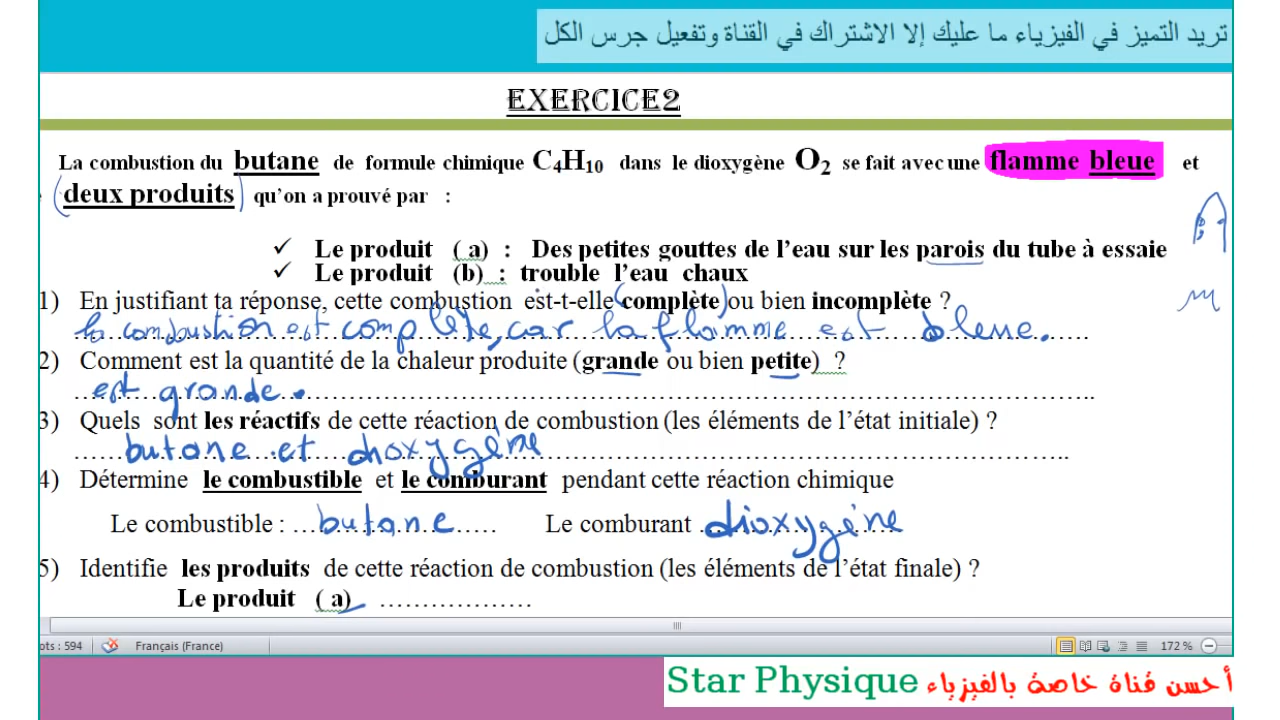 تريد التميز في الفيزياء ما عليك إلا الاشتراك في القناة وتفعيل جرس الكل
EXERCICE2
La combustion du butane de formule chimique C₄H₁₀ dans le dioxygène O₂ se fait avec une flamme bleue et
(deux produits) qu'on a prouvé par :
✓ Le produit (a) : Des petites gouttes de l'eau sur les parois du tube à essaie
✓ Le produit (b) : trouble l'eau chaux
1) En justifiant ta réponse, cette combustion est-t-elle (complète) ou bien incomplète ?
la combustion est complète, car la flamme est bleue.
2) Comment est la quantité de la chaleur produite (grande ou bien petite) ?
est grande.
3) Quels sont les réactifs de cette réaction de combustion (les éléments de l'état initiale) ?
butane et dioxygène
4) Détermine le combustible et le comburant pendant cette réaction chimique
Le combustible : ...butane...... Le comburant dioxygène
5) Identifie les produits de cette réaction de combustion (les éléments de l'état finale) ?
Le produit (a) ..................
ots : 594 Français (France) 172 %
Star Physique أحسن قناة خاصة بالفيزياء